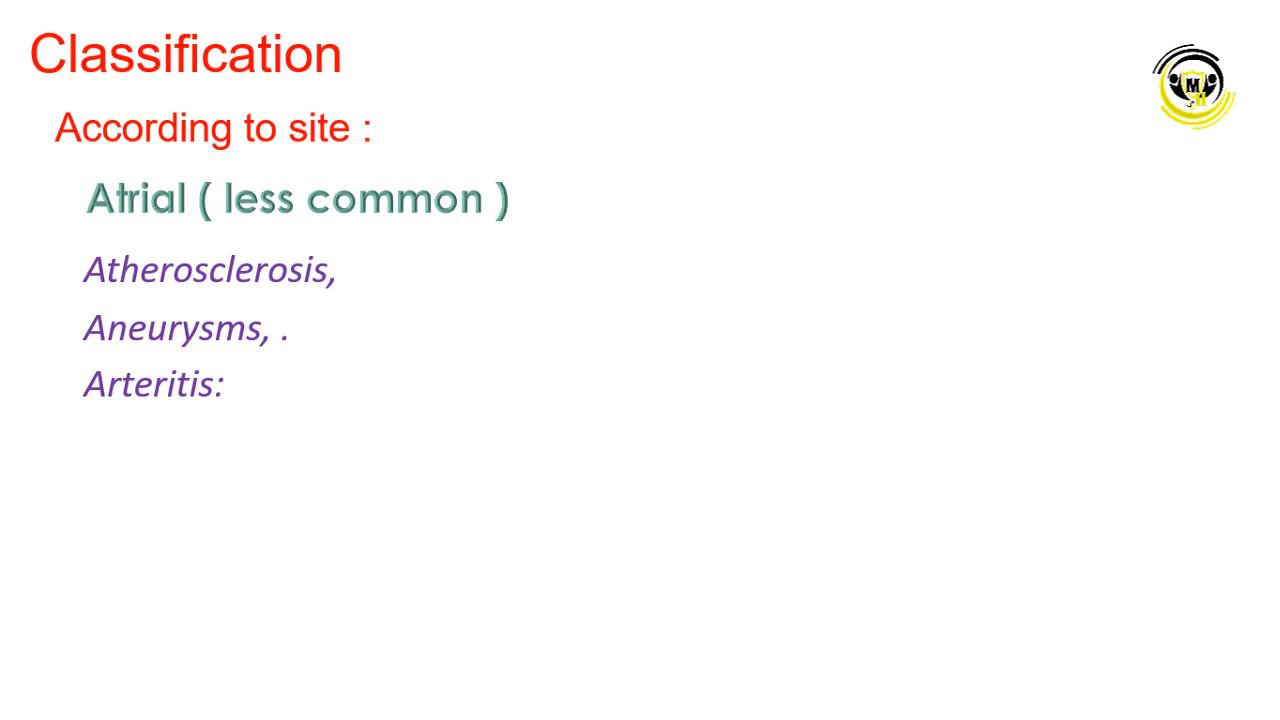 Classification
According to site :
Atrial ( less common )
Atherosclerosis,
Aneurysms, .
Arteritis:
M